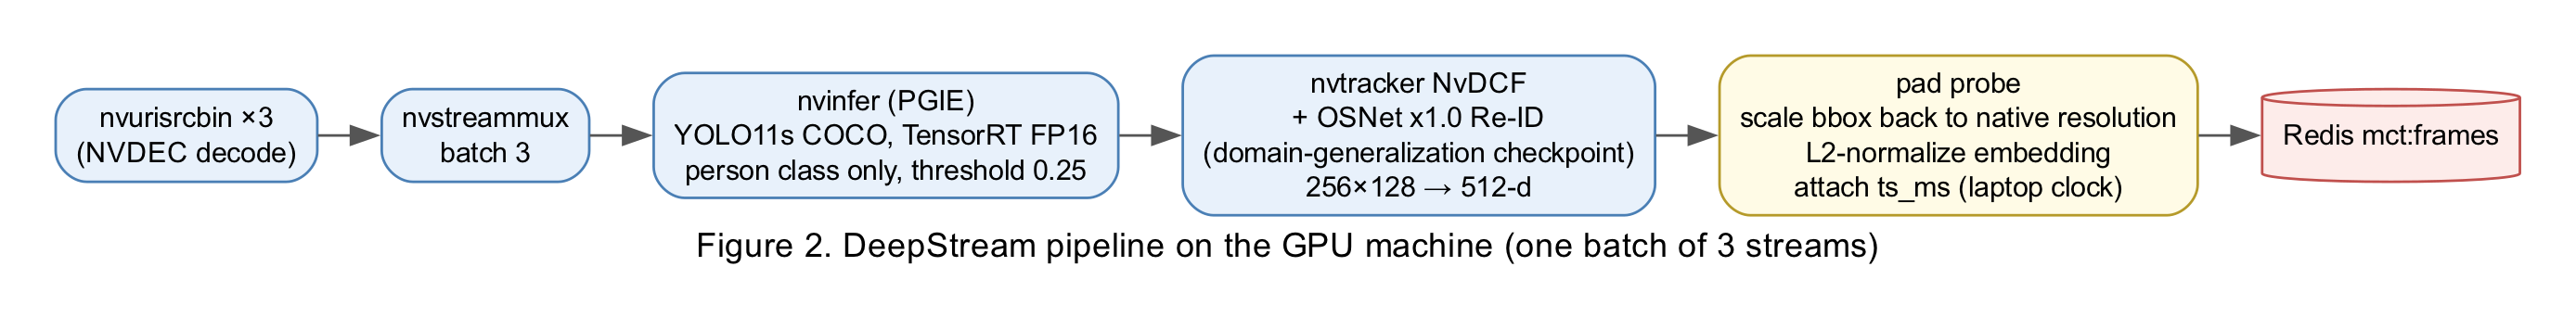 nvurisrcbin ×3
(NVDEC decode)
nvstreammux
batch 3
nvinfer (PGIE)
YOLO11s COCO, TensorRT FP16
person class only, threshold 0.25
nvtracker NvDCF
+ OSNet x1.0 Re-ID
(domain-generalization checkpoint)
256×128 → 512-d
pad probe
scale bbox back to native resolution
L2-normalize embedding
attach ts_ms (laptop clock)
Redis mct:frames
Figure 2. DeepStream pipeline on the GPU machine (one batch of 3 streams)